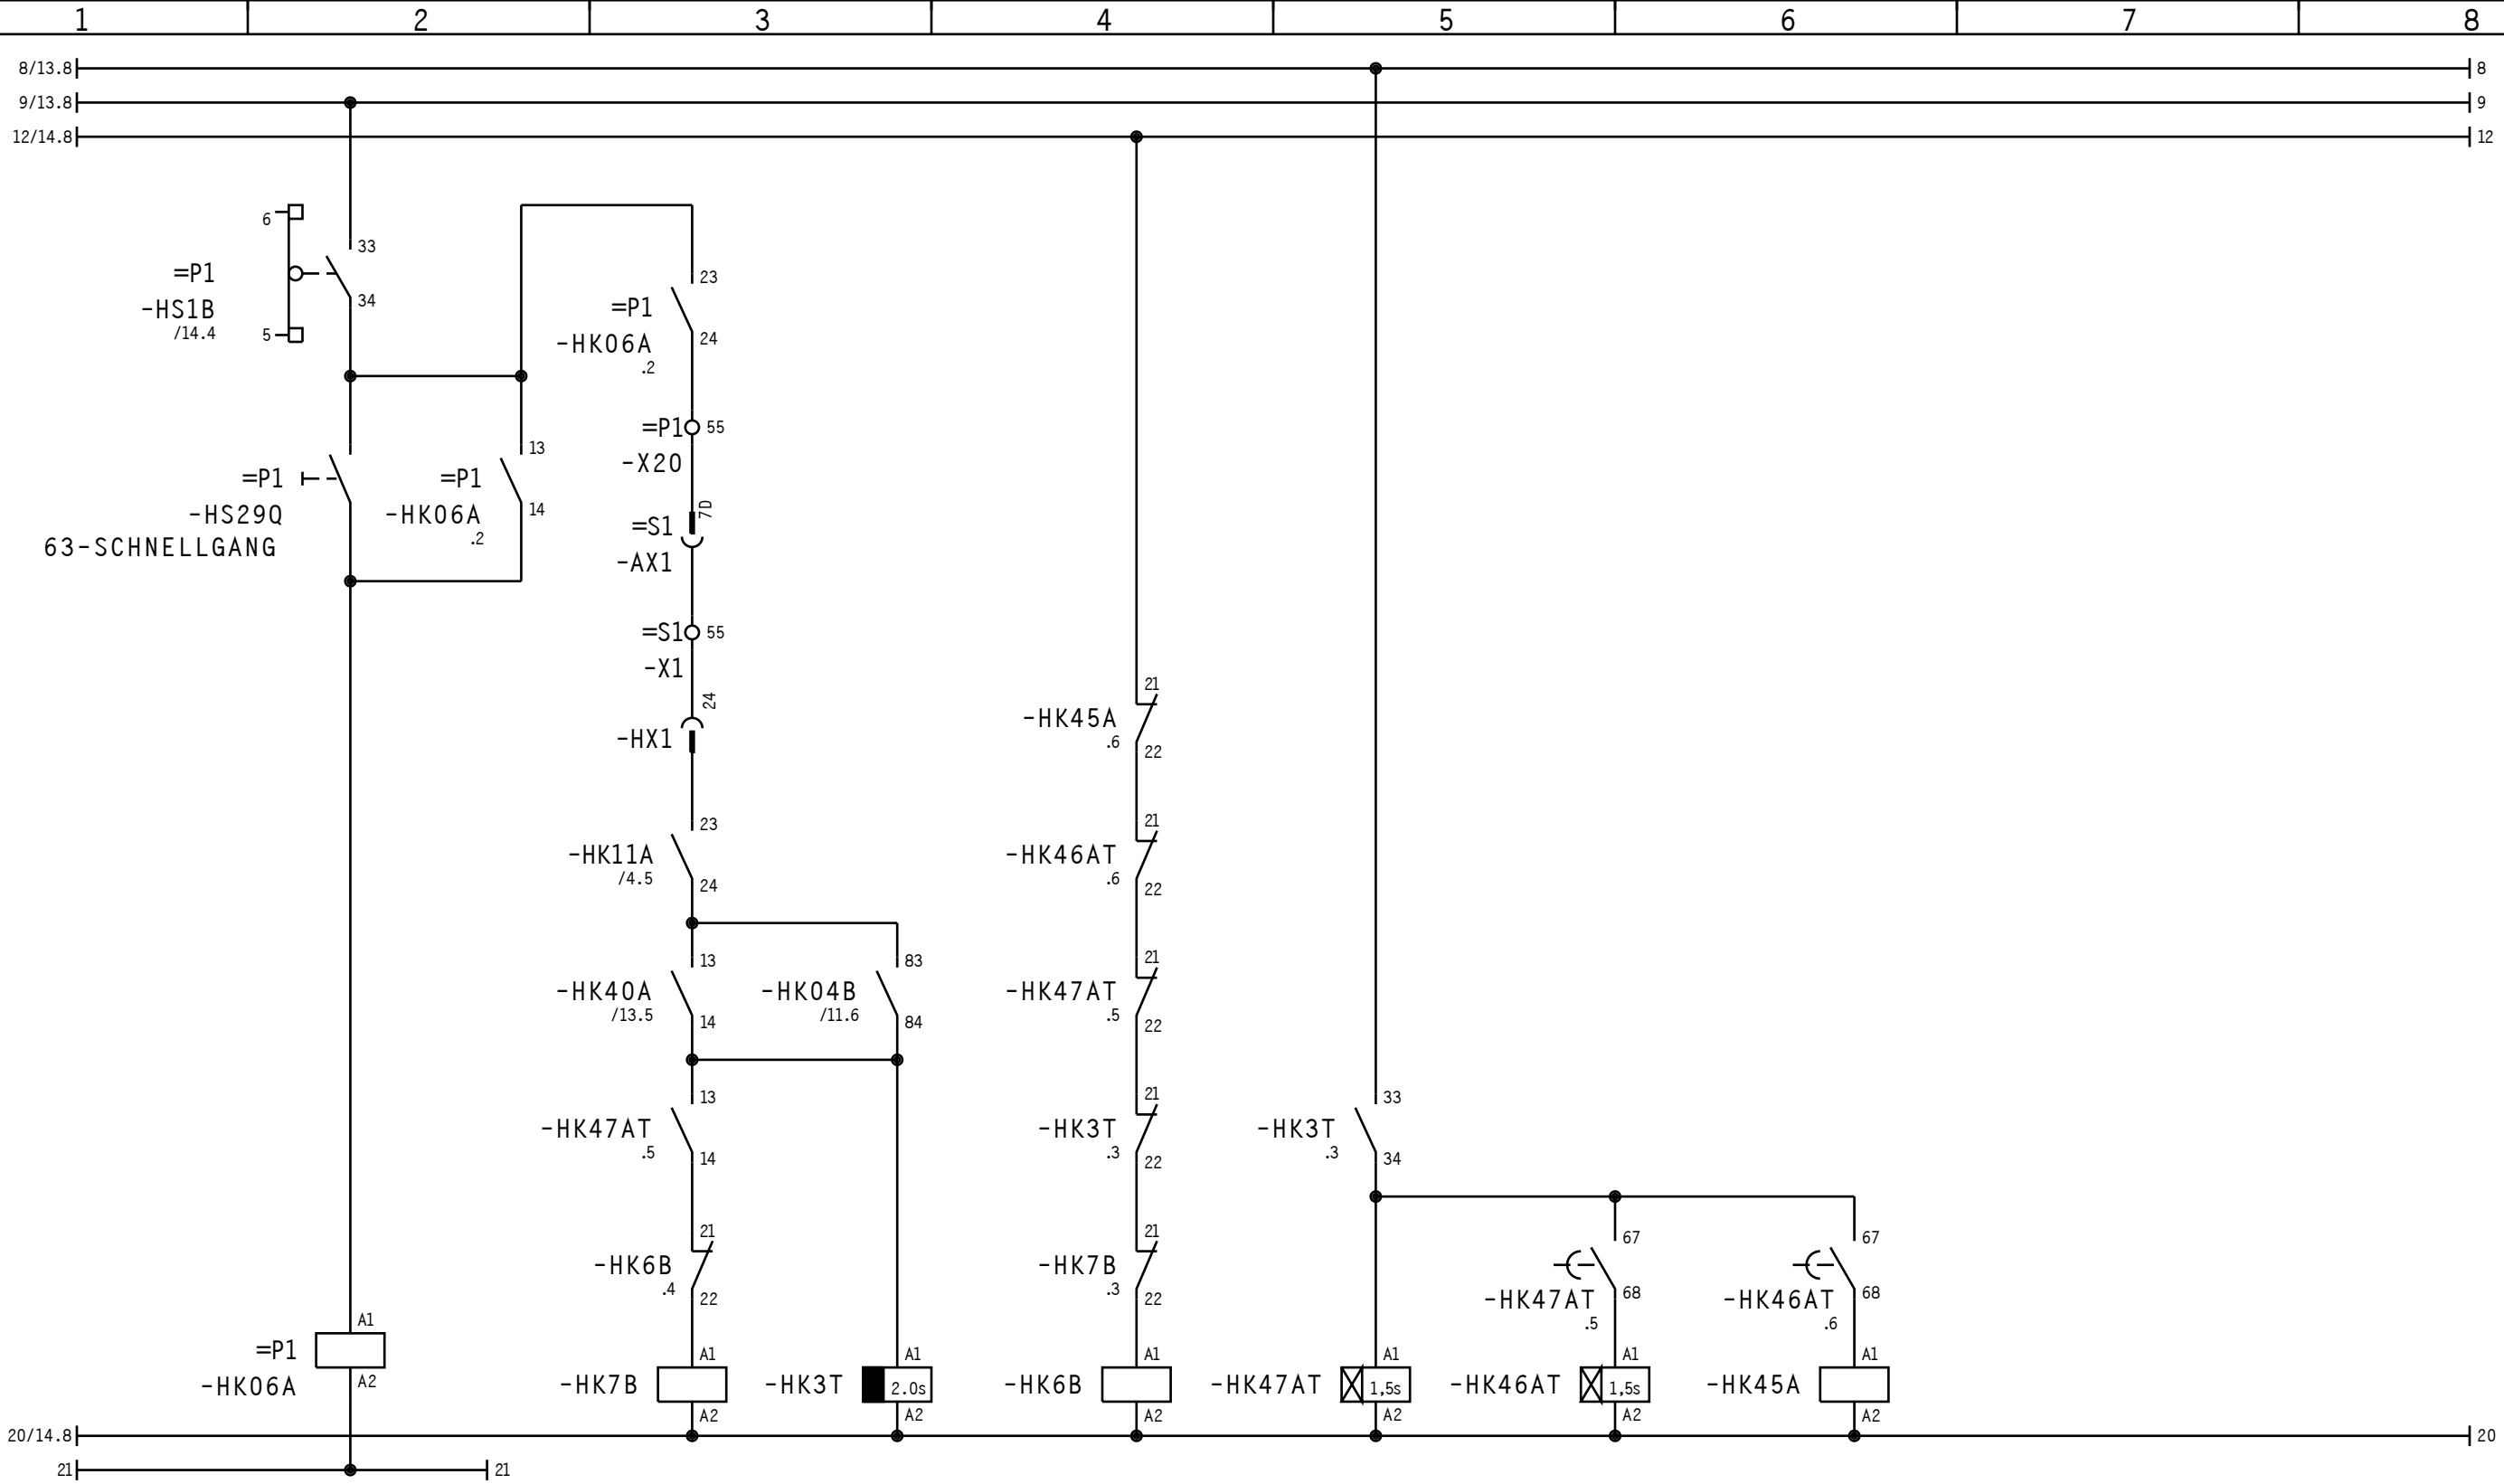 1 2 3 4 5 6 7 8
8/13.8 8
9/13.8 9
12/14.8 12
6
33
=P1
-HS1B
/14.4
34
5
23
=P1
-HK06A
.2
24
=P1 55
-X20
13
=P1
-HS29Q
63-SCHNELLGANG
=P1
-HK06A
.2
14
7D
=S1
-AX1
=S1 55
-X1
24
-HX1
21
-HK45A
.6
22
23
-HK11A
/4.5
24
21
-HK46AT
.6
22
13
-HK40A
/13.5
14
83
-HK04B
/11.6
84
21
-HK47AT
.5
22
13
-HK47AT
.5
14
21
-HK3T
.3
22
33
-HK3T
.3
34
21
-HK6B
.4
22
21
-HK7B
.3
22
67
-HK47AT
.5
68
67
-HK46AT
.6
68
A1
=P1
-HK06A
A2
A1
-HK7B
A2
A1
-HK3T 2.0s
A2
A1
-HK6B
A2
A1
-HK47AT 1,5s
A2
A1
-HK46AT 1,5s
A2
A1
-HK45A
A2
20/14.8 20
21 21